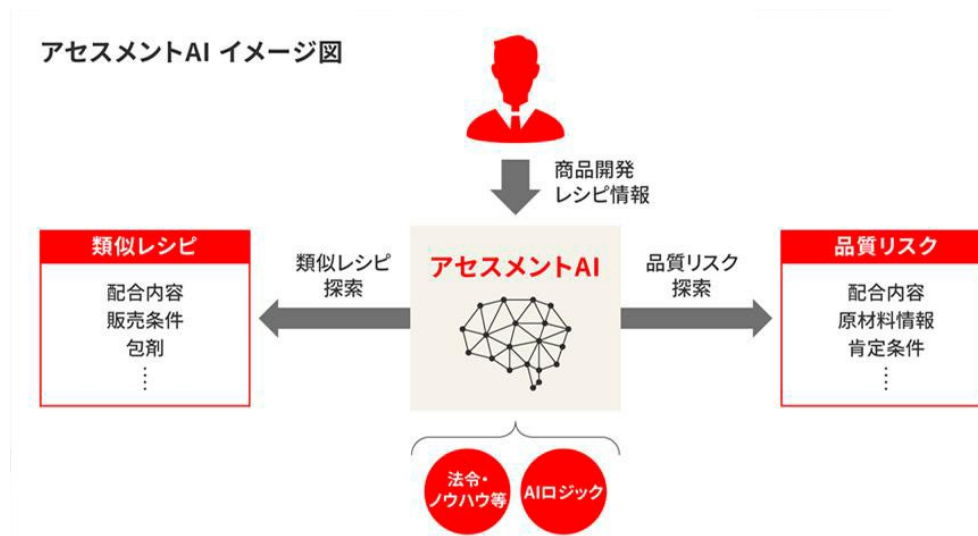 アセスメントAI イメージ図
商品開発
レシピ情報
類似レシピ
配合内容
販売条件
包剤
⋮
類似レシピ
探索
アセスメントAI
品質リスク
探索
品質リスク
配合内容
原材料情報
肯定条件
⋮
法令・
ノウハウ等
AIロジック